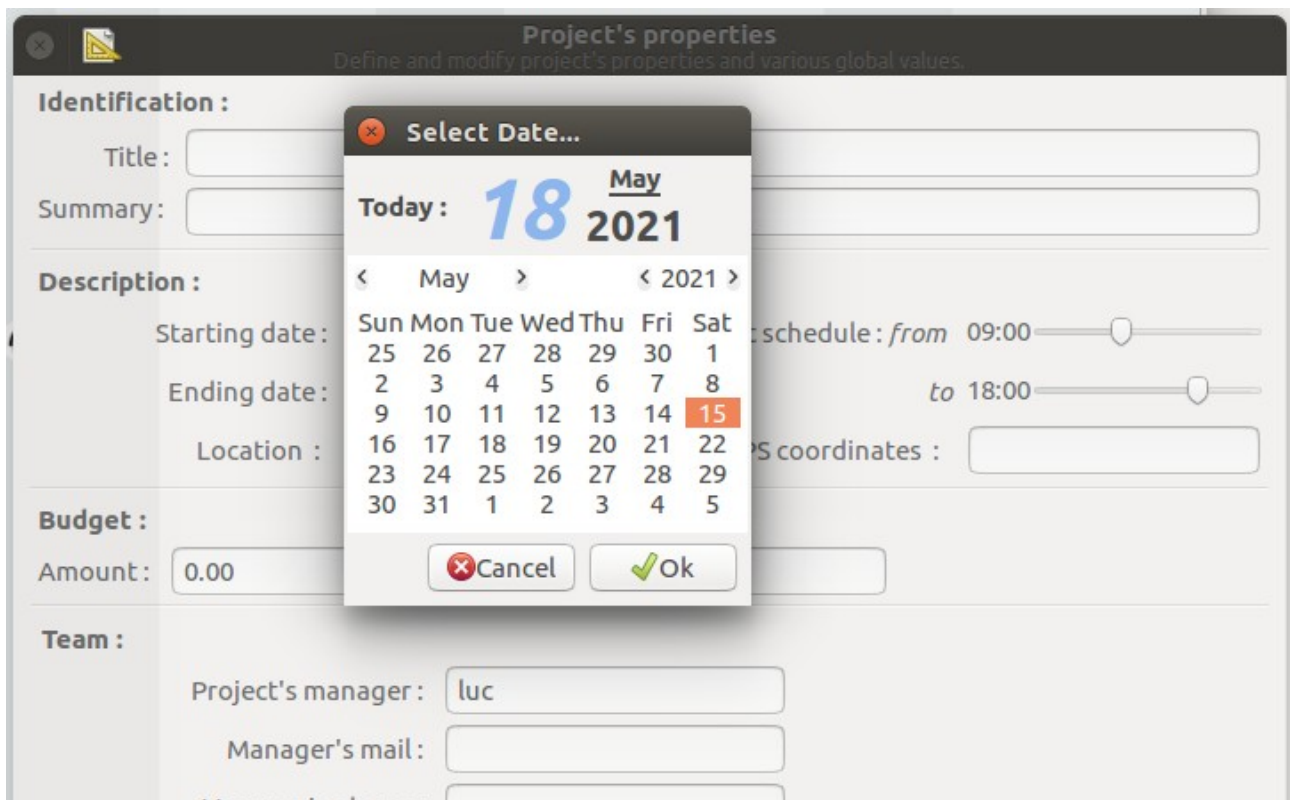 Project's properties
Define and modify project's properties and various global values.
Identification :
Select Date...
Title :
Today : 18 May 2021
Summary :
Description :
< May > < 2021 >
Sun Mon Tue Wed Thu Fri Sat
25 26 27 28 29 30 1
2 3 4 5 6 7 8
9 10 11 12 13 14 15
16 17 18 19 20 21 22
23 24 25 26 27 28 29
30 31 1 2 3 4 5
Cancel Ok
Starting date : schedule : from 09:00
Ending date : to 18:00
Location : coordinates :
Budget :
Amount : 0.00
Team :
Project's manager : luc
Manager's mail :